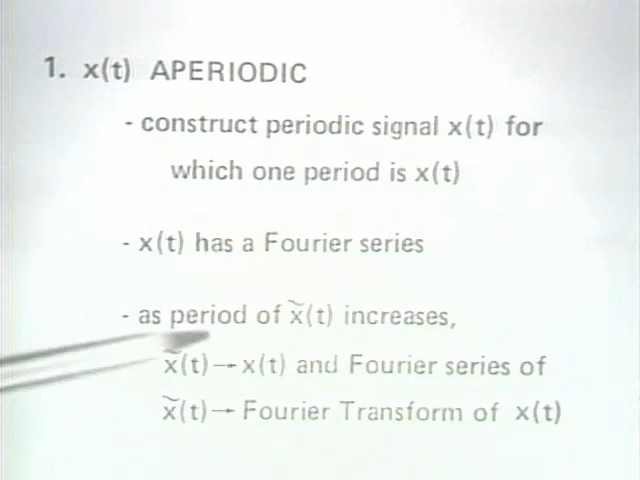 1. x(t) APERIODIC
- construct periodic signal x(t) for
which one period is x(t)
- x(t) has a Fourier series
- as period of x̃(t) increases,
x̃(t) → x(t) and Fourier series of
x̃(t) → Fourier Transform of x(t)